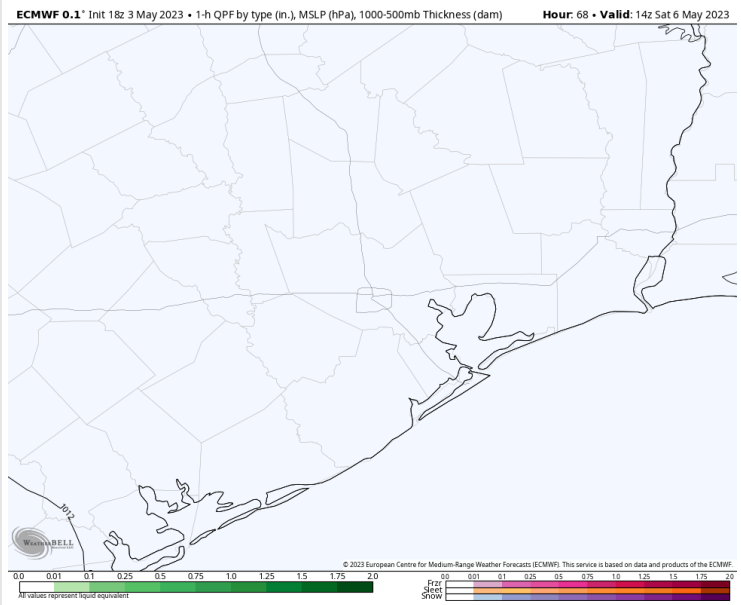 ECMWF 0.1° Init 18z 3 May 2023 • 1-h QPF by type (in.), MSLP (hPa), 1000-500mb Thickness (dam) Hour: 68 • Valid: 14z Sat 6 May 2023
1012
WeatherBELL
© 2023 European Centre for Medium-Range Weather Forecasts (ECMWF). This service is based on data and products of the ECMWF.
0.0 0.01 0.1 0.25 0.5 0.75 1.0 1.25 1.5 1.75 2.0
All values represent liquid equivalent
0.0 0.01 0.1 0.25 0.5 0.75 1.0 1.25 1.5 1.75 2.0
Frzr
Sleet
Snow